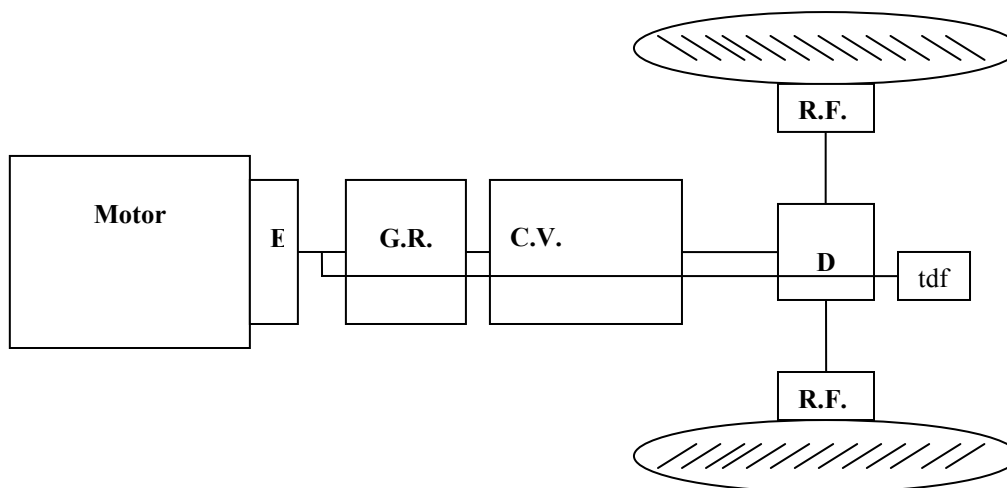 R.F.
Motor
E
G.R.
C.V.
D
tdf
R.F.